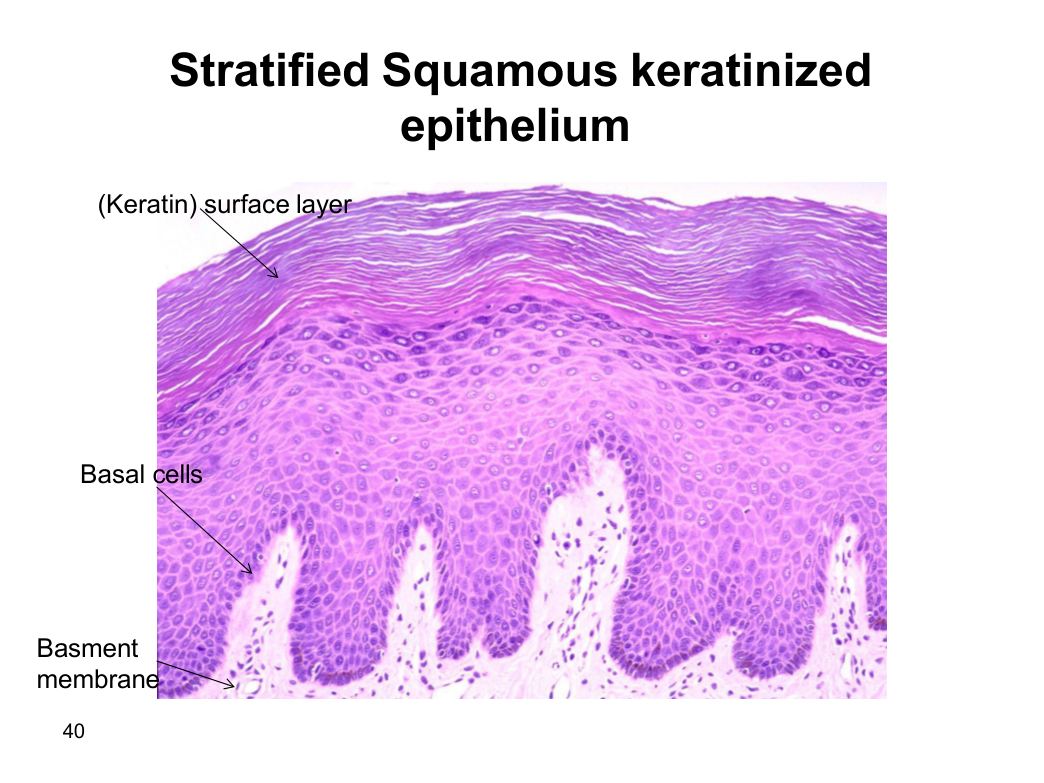 Stratified Squamous keratinized
epithelium
(Keratin) surface layer
Basal cells
Basment
membrane
40